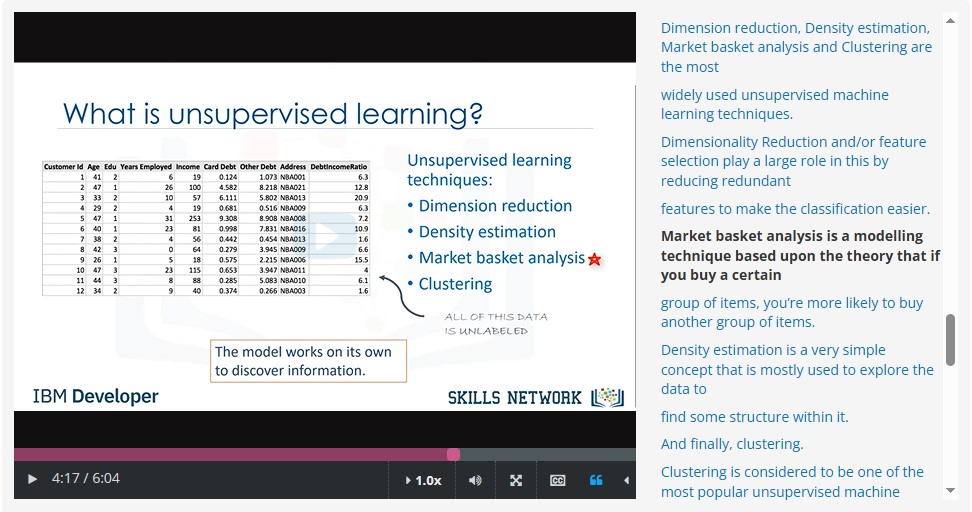 What is unsupervised learning?
Customer Id Age Edu Years Employed Income Card Debt Other Debt Address DebtIncomeRatio
1 41 2 6 19 0.124 1.073 NBA001 6.3
2 47 1 26 100 4.582 8.218 NBA021 12.8
3 33 2 10 57 6.111 5.802 NBA013 20.9
4 29 2 4 19 0.681 0.516 NBA009 6.3
5 47 1 31 253 9.308 8.908 NBA008 7.2
6 40 1 23 81 0.998 7.831 NBA016 10.9
7 38 2 4 56 0.442 0.454 NBA013 1.6
8 42 3 0 64 0.279 3.945 NBA009 6.6
9 26 1 5 18 0.575 2.215 NBA006 15.5
10 47 3 23 115 0.653 3.947 NBA011 4
11 44 3 8 88 0.285 5.083 NBA010 6.1
12 34 2 9 40 0.374 0.266 NBA003 1.6
Unsupervised learning
techniques:
• Dimension reduction
• Density estimation
• Market basket analysis
• Clustering
ALL OF THIS DATA
IS UNLABELED
The model works on its own
to discover information.
IBM Developer
SKILLS NETWORK
4:17 / 6:04
1.0x
CC
Dimension reduction, Density estimation,
Market basket analysis and Clustering are
the most
widely used unsupervised machine
learning techniques.
Dimensionality Reduction and/or feature
selection play a large role in this by
reducing redundant
features to make the classification easier.
Market basket analysis is a modelling
technique based upon the theory that if
you buy a certain
group of items, you’re more likely to buy
another group of items.
Density estimation is a very simple
concept that is mostly used to explore the
data to
find some structure within it.
And finally, clustering.
Clustering is considered to be one of the
most popular unsupervised machine